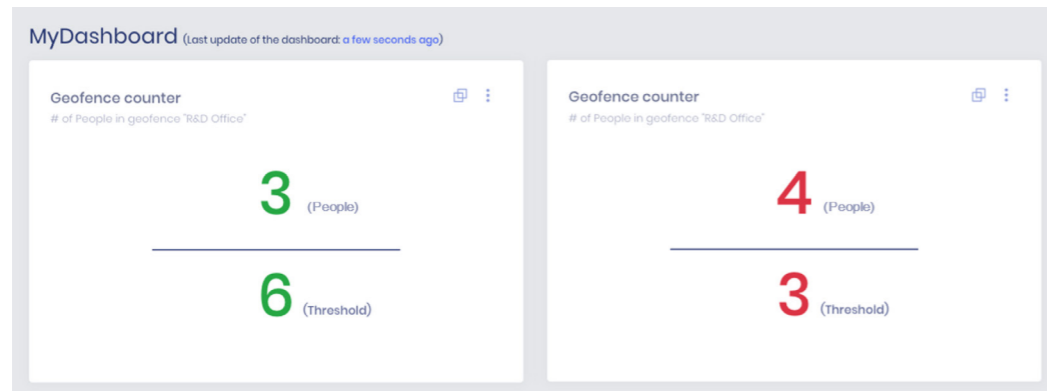 MyDashboard (Last update of the dashboard: a few seconds ago)
Geofence counter
# of People in geofence "R&D Office"
3 (People)
6 (Threshold)
Geofence counter
# of People in geofence "R&D Office"
4 (People)
3 (Threshold)